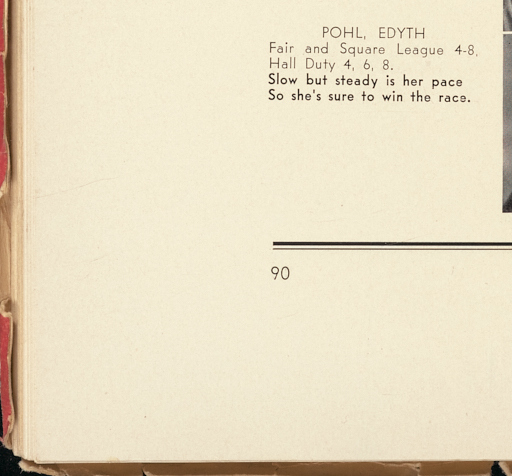 POHL, EDYTH
Fair and Square League 4-8.
Hall Duty 4, 6, 8.
Slow but steady is her pace
So she's sure to win the race.
90